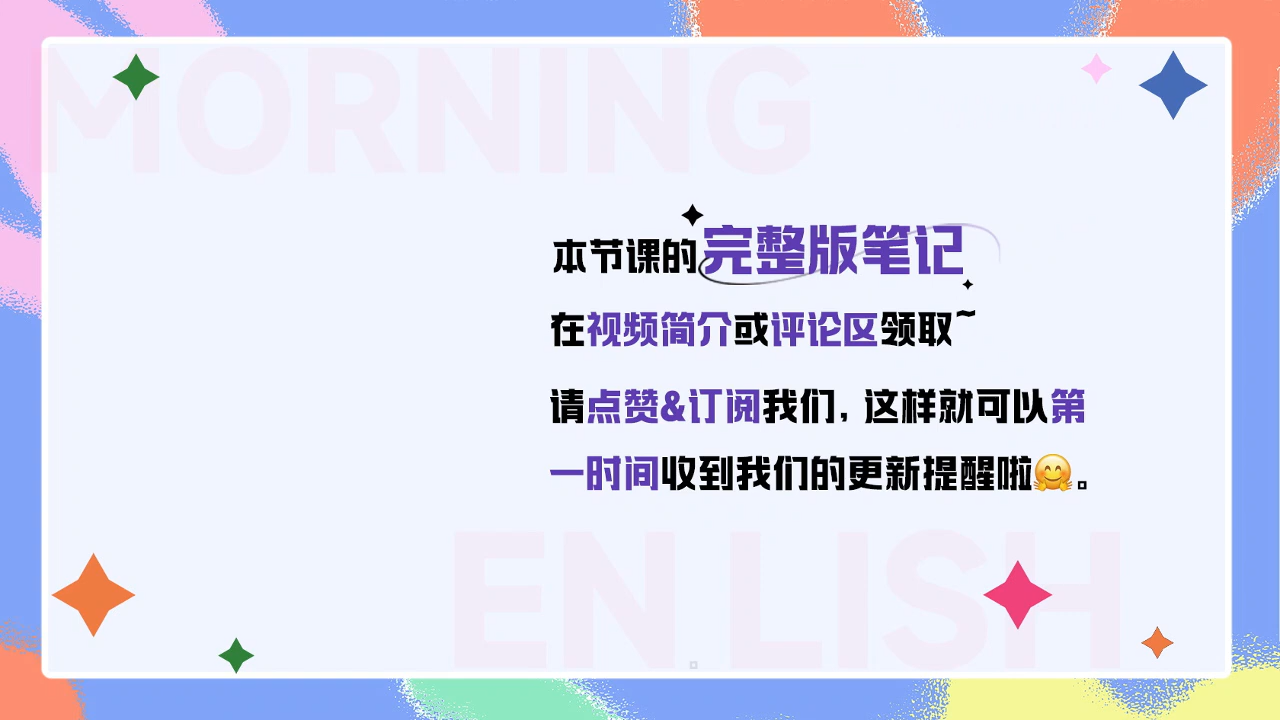 MORNING
本节课的完整版笔记
在视频简介或评论区领取~
请点赞&订阅我们,这样就可以第
一时间收到我们的更新提醒啦🤗。
EN LISH